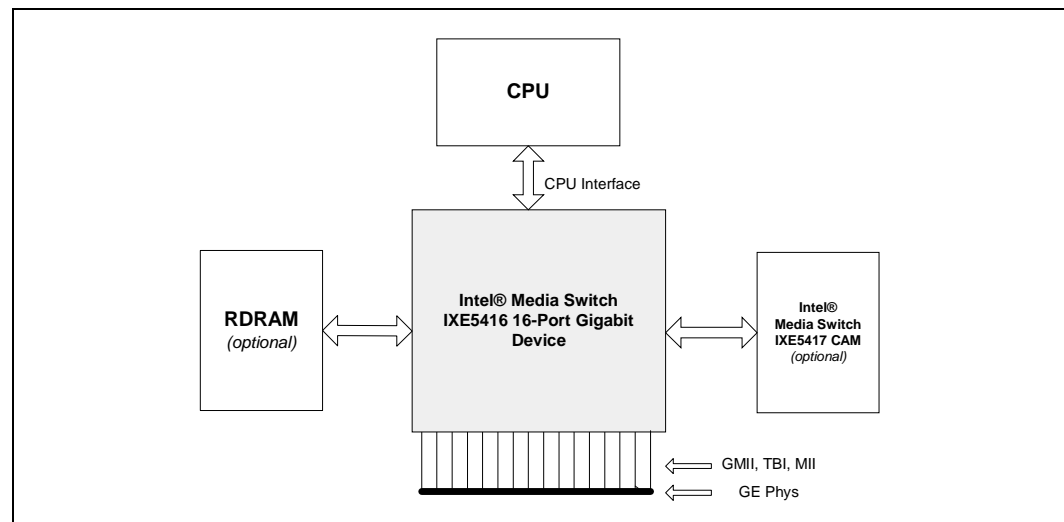 CPU
CPU Interface
RDRAM
(optional)
Intel® Media Switch
IXE5416 16-Port Gigabit
Device
Intel®
Media Switch
IXE5417 CAM
(optional)
GMII, TBI, MII
GE Phys